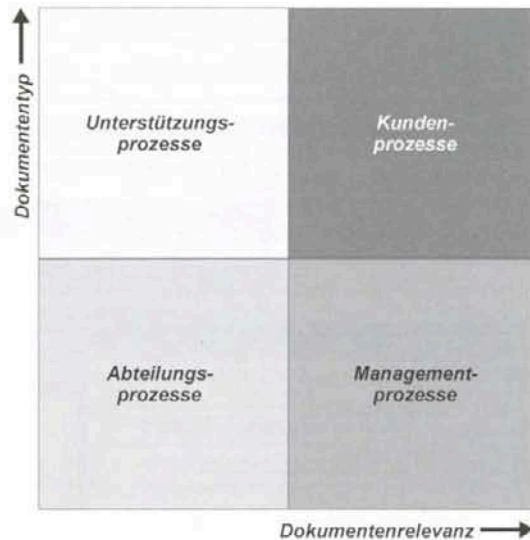 Dokumententyp
Unterstützungs-
prozesse
Kunden-
prozesse
Abteilungs-
prozesse
Management-
prozesse
Dokumentenrelevanz